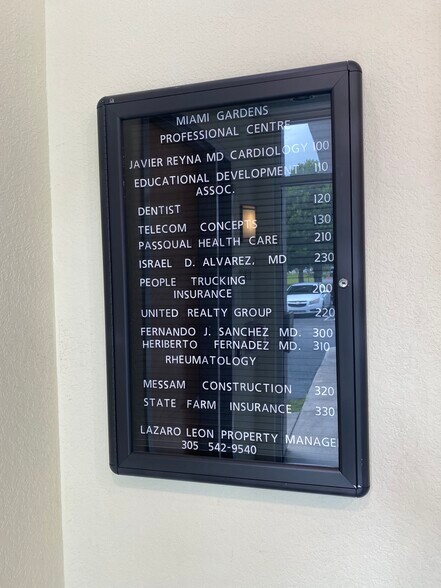 MIAMI GARDENS
PROFESSIONAL CENTRE
JAVIER REYNA MD CARDIOLOGY 100
EDUCATIONAL DEVELOPMENT 110
ASSOC.
DENTIST 120
TELECOM CONCEPTS 130
PASSOUAL HEALTH CARE 210
ISRAEL D. ALVAREZ, MD 230
PEOPLE TRUCKING
INSURANCE 200
UNITED REALTY GROUP 220
FERNANDO J. SANCHEZ MD. 300
HERIBERTO FERNADEZ MD. 310
RHEUMATOLOGY
MESSAM CONSTRUCTION 320
STATE FARM INSURANCE 330
LAZARO LEON PROPERTY MANAGE
305 542-9540